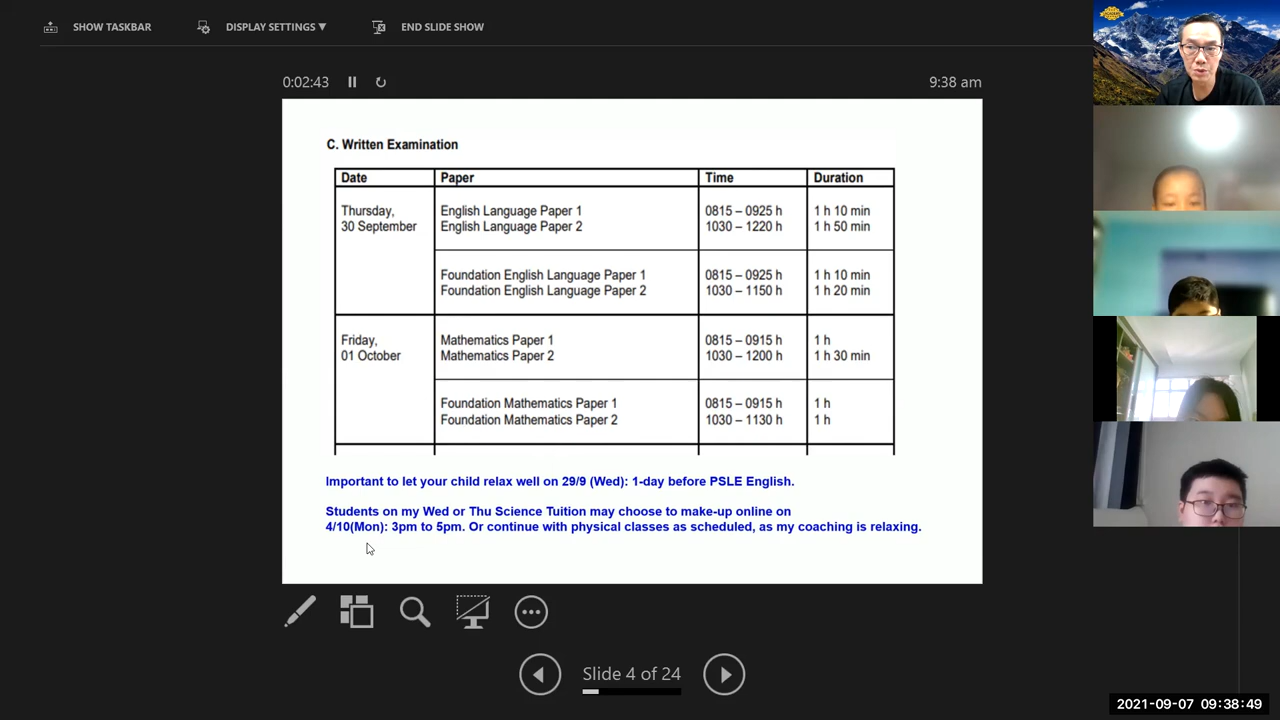 SHOW TASKBAR
DISPLAY SETTINGS ▼
END SLIDE SHOW
0:02:43
9:38 am
C. Written Examination
Date Paper Time Duration
Thursday, English Language Paper 1 0815 – 0925 h 1 h 10 min
30 September English Language Paper 2 1030 – 1220 h 1 h 50 min
Foundation English Language Paper 1 0815 – 0925 h 1 h 10 min
Foundation English Language Paper 2 1030 – 1150 h 1 h 20 min
Friday, Mathematics Paper 1 0815 – 0915 h 1 h
01 October Mathematics Paper 2 1030 – 1200 h 1 h 30 min
Foundation Mathematics Paper 1 0815 – 0915 h 1 h
Foundation Mathematics Paper 2 1030 – 1130 h 1 h
Important to let your child relax well on 29/9 (Wed): 1-day before PSLE English.
Students on my Wed or Thu Science Tuition may choose to make-up online on
4/10(Mon): 3pm to 5pm. Or continue with physical classes as scheduled, as my coaching is relaxing.
Slide 4 of 24
2021-09-07 09:38:49